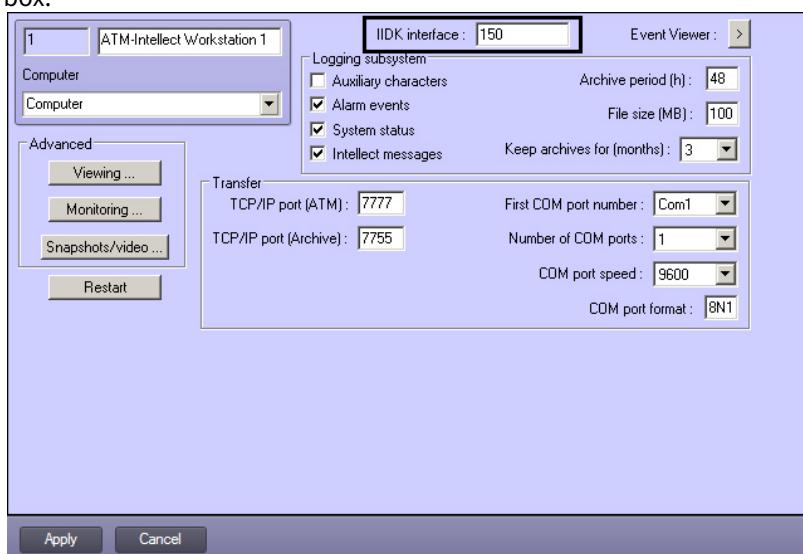 box.
1 ATM-Intellect Workstation 1 IIDK interface : 150 Event Viewer : >
Computer
Computer
Logging subsystem
Auxiliary characters Archive period (h) : 48
Alarm events File size (MB) : 100
System status
Intellect messages Keep archives for (months) : 3
Advanced
Viewing ...
Monitoring ...
Snapshots/video ...
Restart
Transfer
TCP/IP port (ATM) : 7777 First COM port number : Com1
TCP/IP port (Archive) : 7755 Number of COM ports : 1
COM port speed : 9600
COM port format : 8N1
Apply Cancel